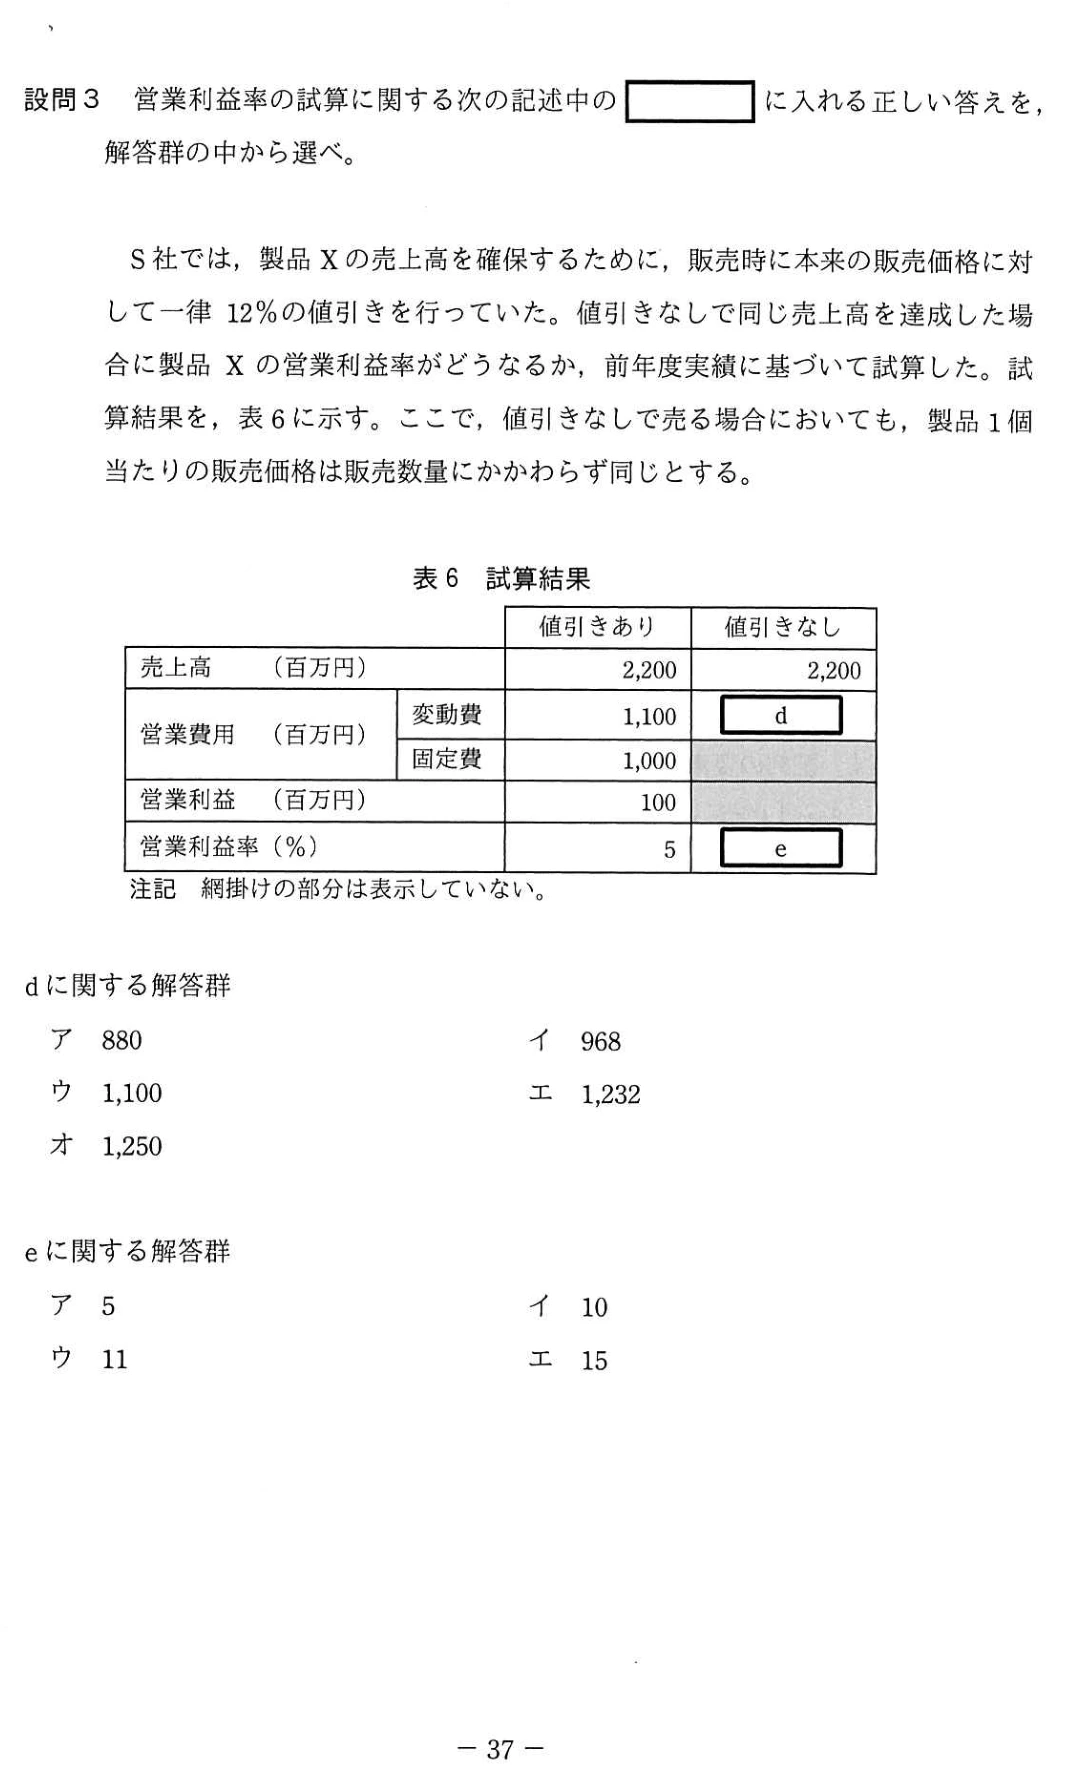 設問3 営業利益率の試算に関する次の記述中の に入れる正しい答えを，
解答群の中から選べ。
S社では，製品Xの売上高を確保するために，販売時に本来の販売価格に対
して一律 12％の値引きを行っていた。値引きなしで同じ売上高を達成した場
合に製品 X の営業利益率がどうなるか，前年度実績に基づいて試算した。試
算結果を，表6に示す。ここで，値引きなしで売る場合においても，製品1個
当たりの販売価格は販売数量にかかわらず同じとする。
表6 試算結果
値引きあり 値引きなし
売上高 （百万円） 2,200 2,200
営業費用 （百万円） 変動費 1,100 d
固定費 1,000
営業利益 （百万円） 100
営業利益率（％） 5 e
注記 網掛けの部分は表示していない。
dに関する解答群
ア 880 イ 968
ウ 1,100 エ 1,232
オ 1,250
eに関する解答群
ア 5 イ 10
ウ 11 エ 15
－ 37 －